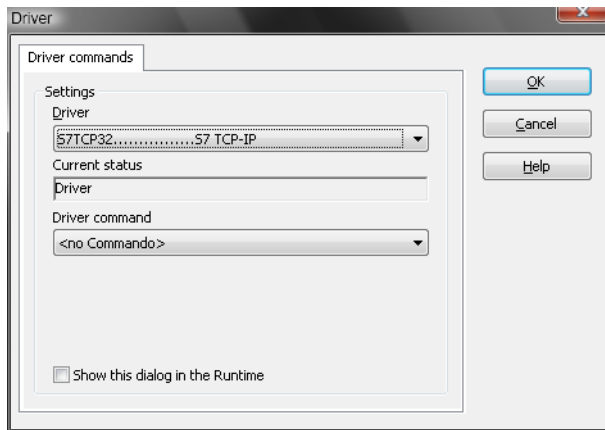 Driver
Driver commands
OK
Settings
Driver
S7TCP32................S7 TCP-IP
Cancel
Current status
Driver
Help
Driver command
<no Commando>
Show this dialog in the Runtime